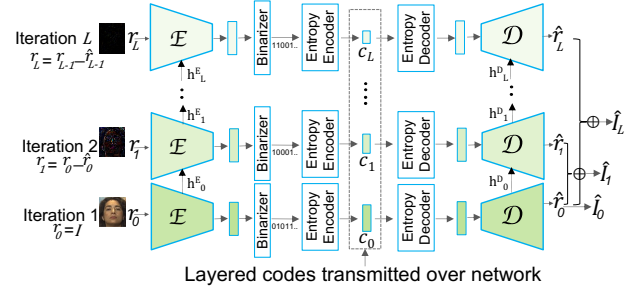 Iteration L
r_L = r_{L-1} – r̂_{L-1}
r_L
ℰ
Binarizer
11001..
Entropy Encoder
c_L
Entropy Decoder
𝒟
r̂_L
h^E_L
h^D_L
Î_L
h^E_1
h^D_1
Iteration 2
r_1 = r_0 – r̂_0
r_1
ℰ
Binarizer
10001..
Entropy Encoder
c_1
Entropy Decoder
𝒟
r̂_1
Î_1
h^E_0
h^D_0
Iteration 1
r_0 = I
r_0
ℰ
Binarizer
01011..
Entropy Encoder
c_0
Entropy Decoder
𝒟
r̂_0
Î_0
Layered codes transmitted over network